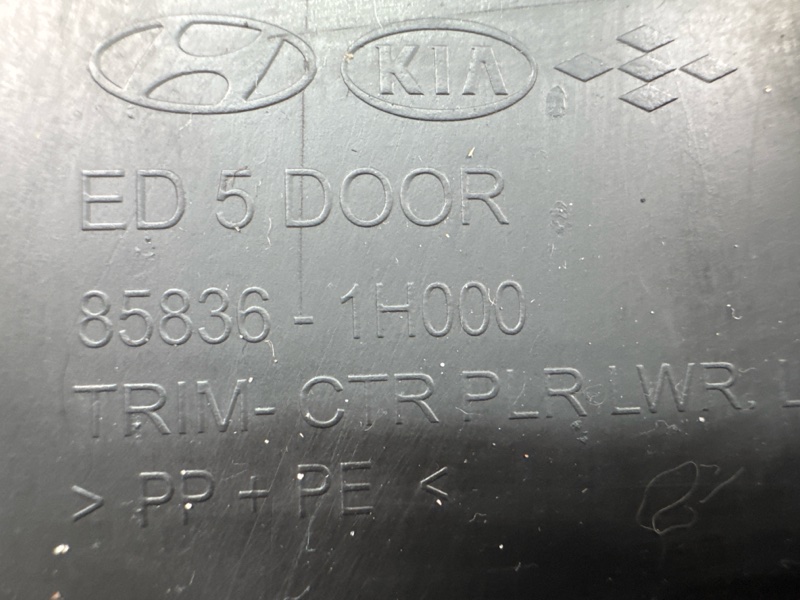 KIA
ED 5 DOOR
85836 - 1H000
TRIM- CTR PLR LWR. L
> PP + PE <